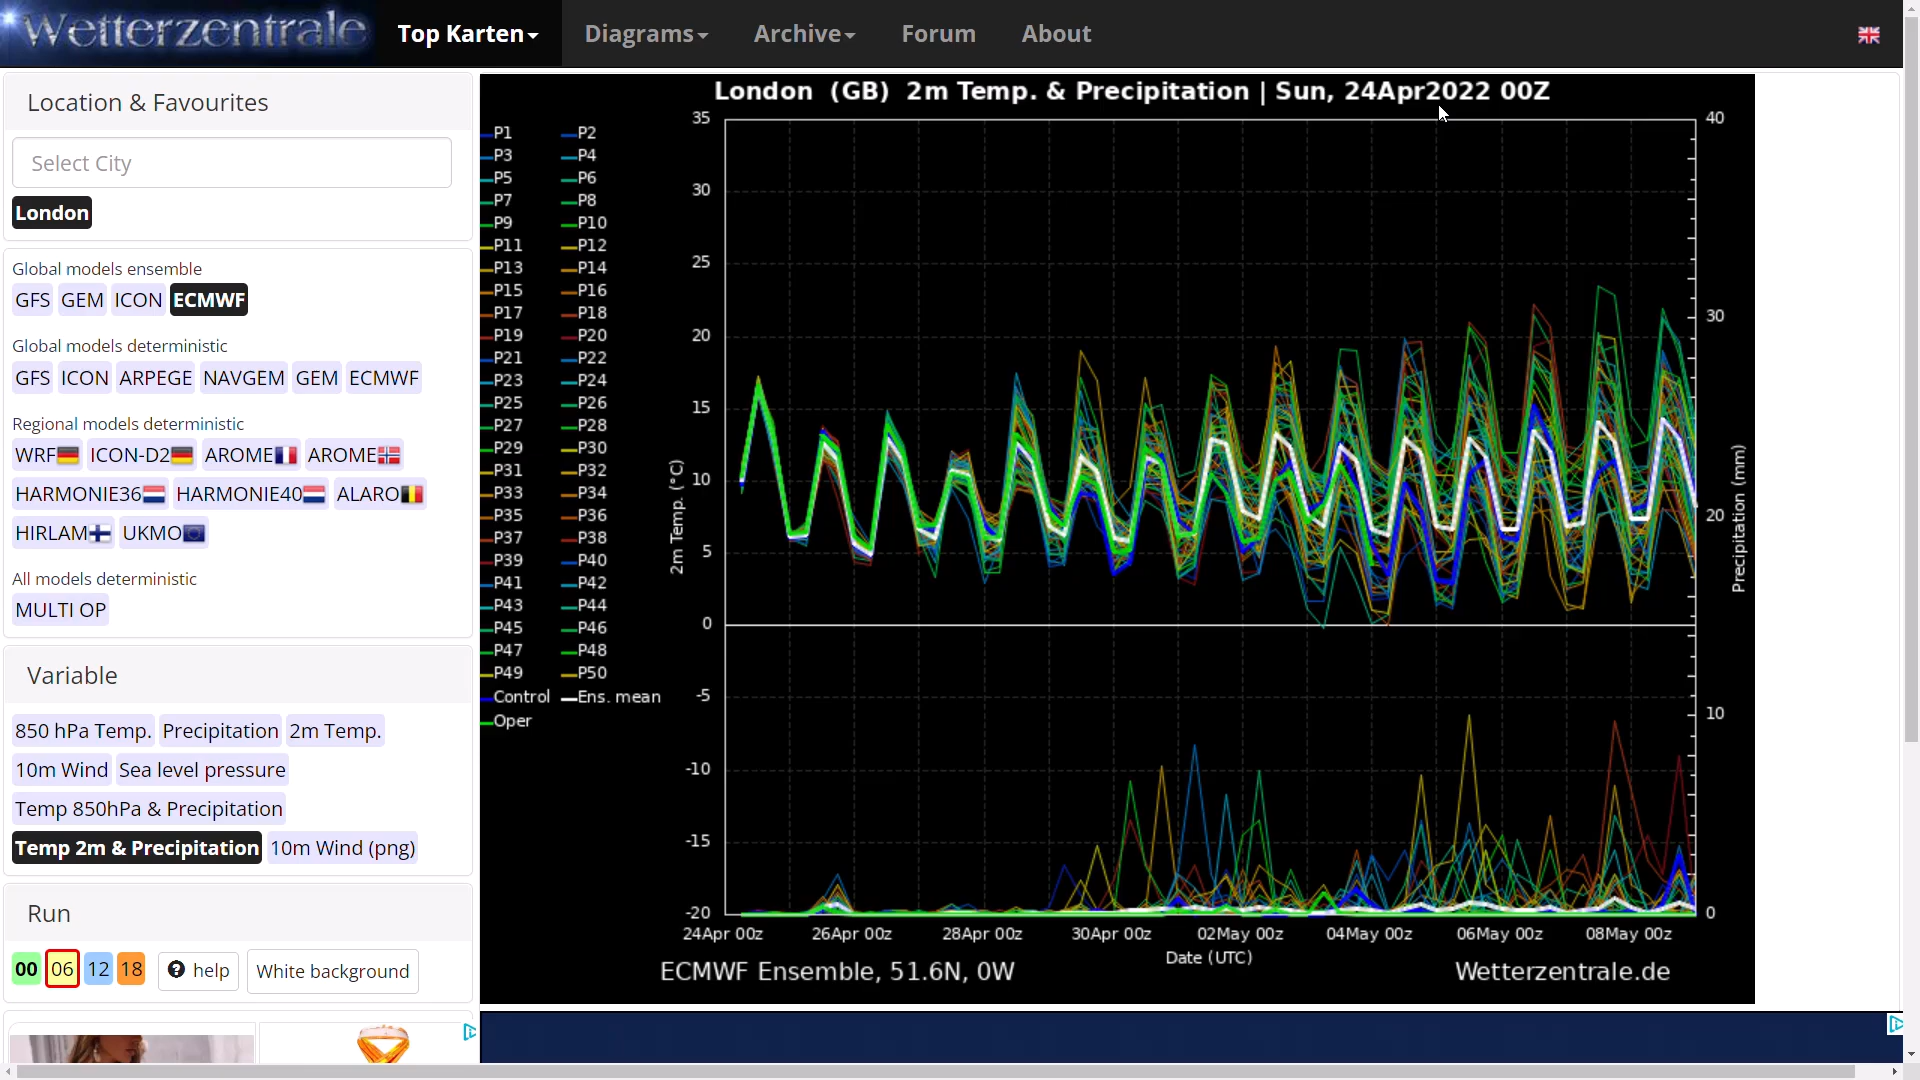 Wetterzentrale
Top Karten
Diagrams
Archive
Forum
About
Location & Favourites
Select City
London
Global models ensemble
GFS GEM ICON ECMWF
Global models deterministic
GFS ICON ARPEGE NAVGEM GEM ECMWF
Regional models deterministic
WRF ICON-D2 AROME AROME
HARMONIE36 HARMONIE40 ALARO
HIRLAM UKMO
All models deterministic
MULTI OP
Variable
850 hPa Temp. Precipitation 2m Temp.
10m Wind Sea level pressure
Temp 850hPa & Precipitation
Temp 2m & Precipitation 10m Wind (png)
Run
00 06 12 18 help White background
London (GB) 2m Temp. & Precipitation | Sun, 24Apr2022 00Z
P1 P2
P3 P4
P5 P6
P7 P8
P9 P10
P11 P12
P13 P14
P15 P16
P17 P18
P19 P20
P21 P22
P23 P24
P25 P26
P27 P28
P29 P30
P31 P32
P33 P34
P35 P36
P37 P38
P39 P40
P41 P42
P43 P44
P45 P46
P47 P48
P49 P50
Control Ens. mean
Oper
2m Temp. (°C)
35
30
25
20
15
10
5
0
-5
-10
-15
-20
40
30
20
10
0
Precipitation (mm)
24Apr 00z 26Apr 00z 28Apr 00z 30Apr 00z 02May 00z 04May 00z 06May 00z 08May 00z
Date (UTC)
ECMWF Ensemble, 51.6N, 0W
Wetterzentrale.de